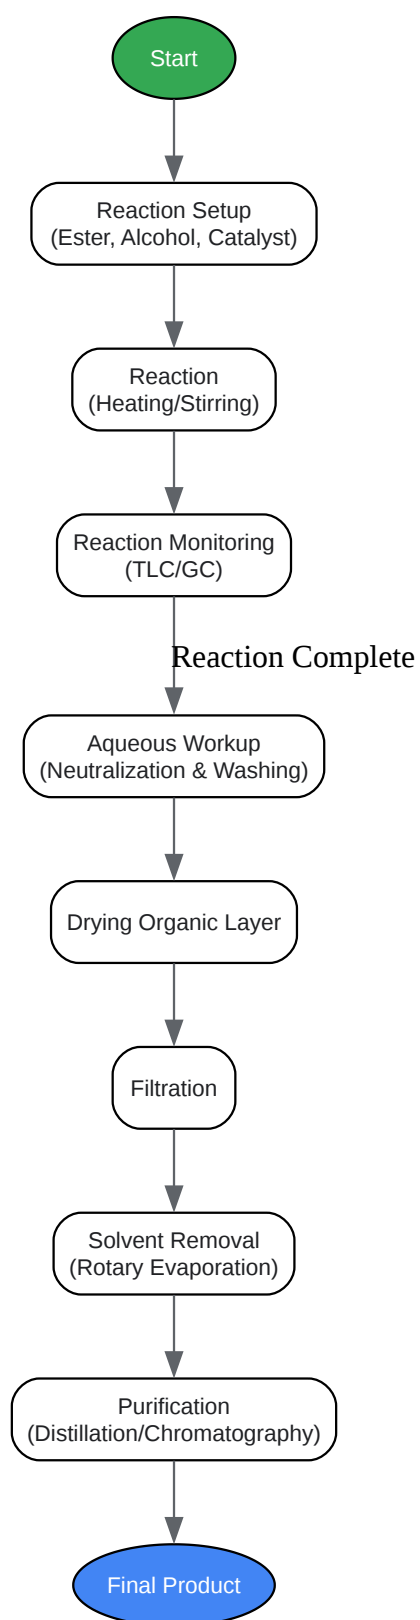 Start
Reaction Setup
(Ester, Alcohol, Catalyst)
Reaction
(Heating/Stirring)
Reaction Monitoring
(TLC/GC)
Reaction Complete
Aqueous Workup
(Neutralization & Washing)
Drying Organic Layer
Filtration
Solvent Removal
(Rotary Evaporation)
Purification
(Distillation/Chromatography)
Final Product